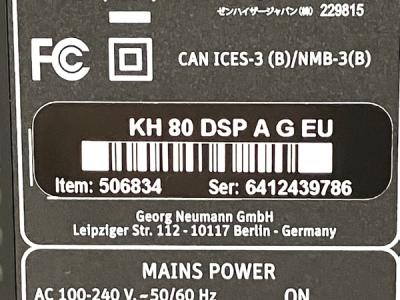 ゼンハイザージャパン(株) 229815
FC CAN ICES-3 (B)/NMB-3(B)
KH 80 DSP A G EU
Item: 506834 Ser: 6412439786
Georg Neumann GmbH
Leipziger Str. 112 - 10117 Berlin - Germany
MAINS POWER
AC 100-240 V, ~50/60 Hz ON